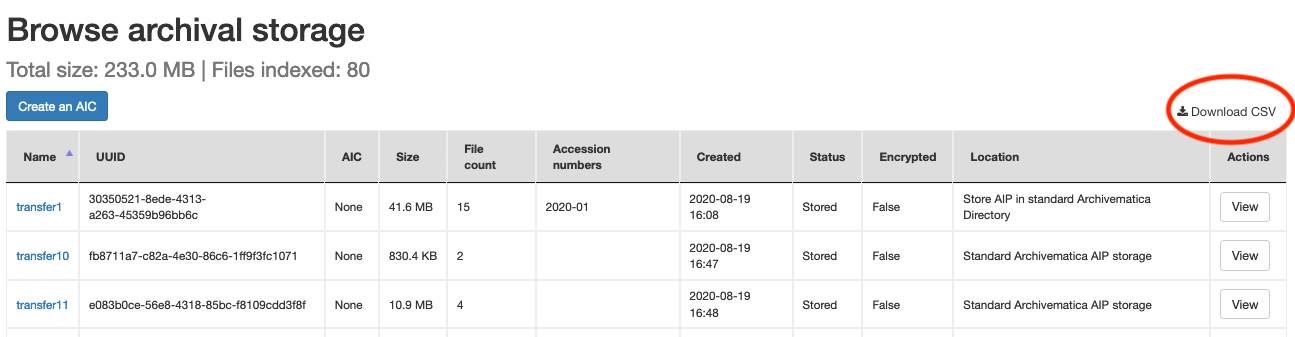 Browse archival storage
Total size: 233.0 MB | Files indexed: 80
Create an AIC
Download CSV
Name UUID AIC Size File count Accession numbers Created Status Encrypted Location Actions
transfer1 30350521-8ede-4313-a263-45359b96bb6c None 41.6 MB 15 2020-01 2020-08-19 16:08 Stored False Store AIP in standard Archivematica Directory View
transfer10 fb8711a7-c82a-4e30-86c6-1ff9f3fc1071 None 830.4 KB 2 2020-08-19 16:47 Stored False Standard Archivematica AIP storage View
transfer11 e083b0ce-56e8-4318-85bc-f8109cdd3f8f None 10.9 MB 4 2020-08-19 16:48 Stored False Standard Archivematica AIP storage View